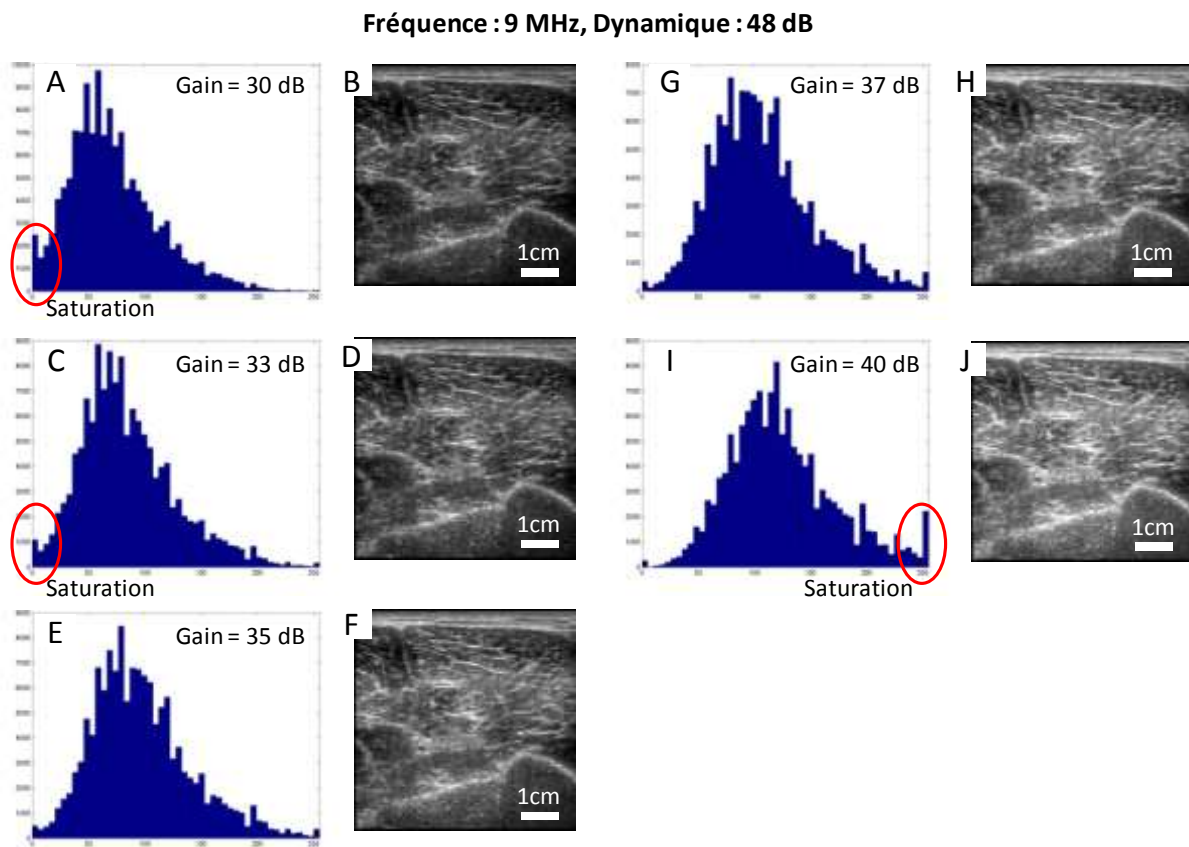 Fréquence : 9 MHz, Dynamique : 48 dB
A
Gain = 30 dB
Saturation
B
1cm
G
Gain = 37 dB
H
1cm
C
Gain = 33 dB
Saturation
D
1cm
I
Gain = 40 dB
Saturation
J
1cm
E
Gain = 35 dB
F
1cm